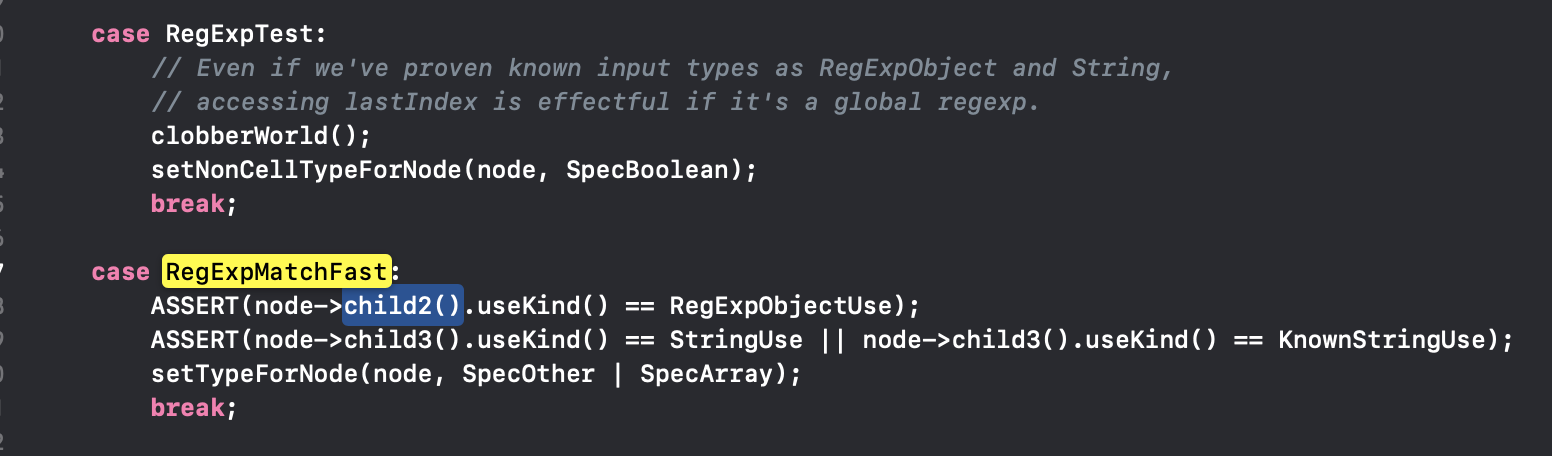 case RegExpTest:
// Even if we've proven known input types as RegExpObject and String,
// accessing lastIndex is effectful if it's a global regexp.
clobberWorld();
setNonCellTypeForNode(node, SpecBoolean);
break;
case RegExpMatchFast:
ASSERT(node->child2().useKind() == RegExpObjectUse);
ASSERT(node->child3().useKind() == StringUse || node->child3().useKind() == KnownStringUse);
setTypeForNode(node, SpecOther | SpecArray);
break;